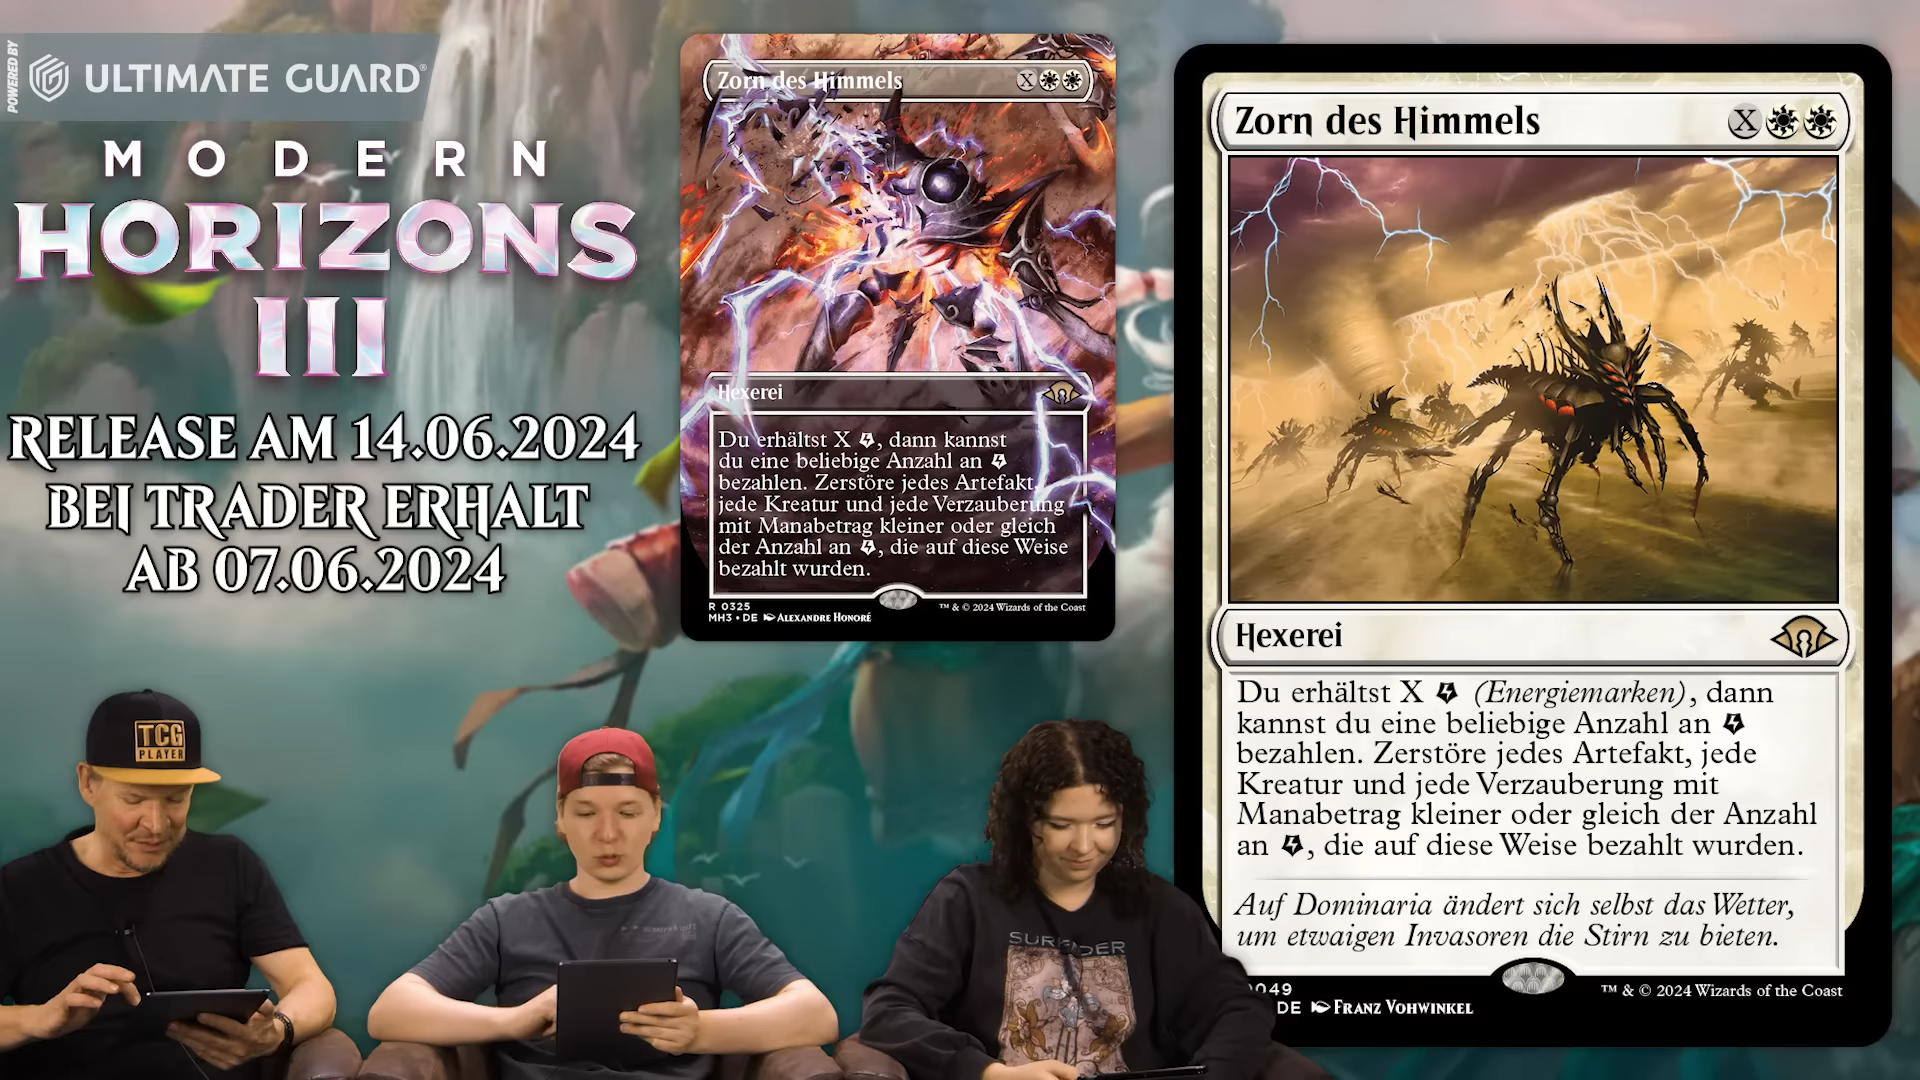 POWERED BY
ULTIMATE GUARD®
MODERN
HORIZONS
III
RELEASE AM 14.06.2024
BEI TRADER ERHALT
AB 07.06.2024
Zorn des Himmels X
Hexerei
Du erhältst X , dann kannst
du eine beliebige Anzahl an
bezahlen. Zerstöre jedes Artefakt,
jede Kreatur und jede Verzauberung
mit Manabetrag kleiner oder gleich
der Anzahl an , die auf diese Weise
bezahlt wurden.
R 0325
MH3 • DE ALEXANDRE HONORÉ
™ & © 2024 Wizards of the Coast
Zorn des Himmels X
Hexerei
Du erhältst X (Energiemarken), dann
kannst du eine beliebige Anzahl an
bezahlen. Zerstöre jedes Artefakt, jede
Kreatur und jede Verzauberung mit
Manabetrag kleiner oder gleich der Anzahl
an , die auf diese Weise bezahlt wurden.
Auf Dominaria ändert sich selbst das Wetter,
um etwaigen Invasoren die Stirn zu bieten.
049
DE FRANZ VOHWINKEL
™ & © 2024 Wizards of the Coast
TCG
PLAYER